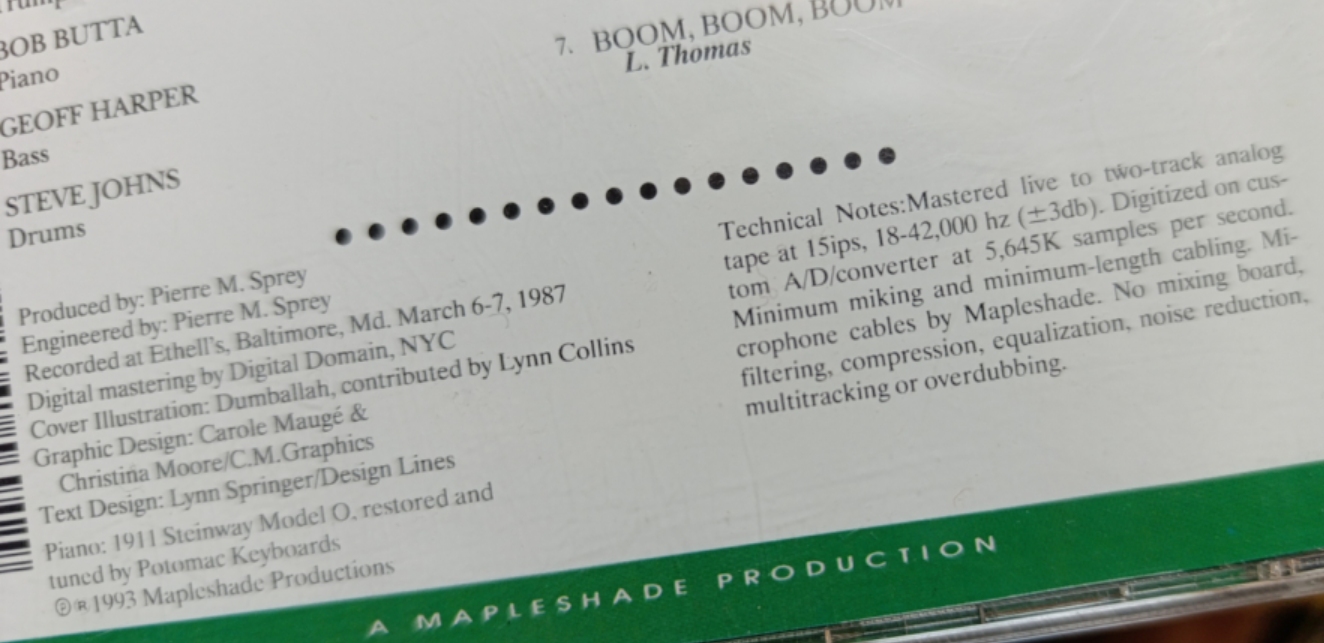 BOB BUTTA
Piano
GEOFF HARPER
Bass
STEVE JOHNS
Drums
7. BOOM, BOOM, BOOM
L. Thomas
Produced by: Pierre M. Sprey
Engineered by: Pierre M. Sprey
Recorded at Ethell's, Baltimore, Md. March 6-7, 1987
Digital mastering by Digital Domain, NYC
Cover Illustration: Dumballah, contributed by Lynn Collins
Graphic Design: Carole Maugé &
Christina Moore/C.M.Graphics
Text Design: Lynn Springer/Design Lines
Piano: 1911 Steinway Model O, restored and
tuned by Potomac Keyboards
℗®1993 Mapleshade Productions
Technical Notes:Mastered live to two-track analog
tape at 15ips, 18-42,000 hz (±3db). Digitized on cus-
tom A/D/converter at 5,645K samples per second.
Minimum miking and minimum-length cabling. Mi-
crophone cables by Mapleshade. No mixing board,
filtering, compression, equalization, noise reduction,
multitracking or overdubbing.
A MAPLESHADE PRODUCTION